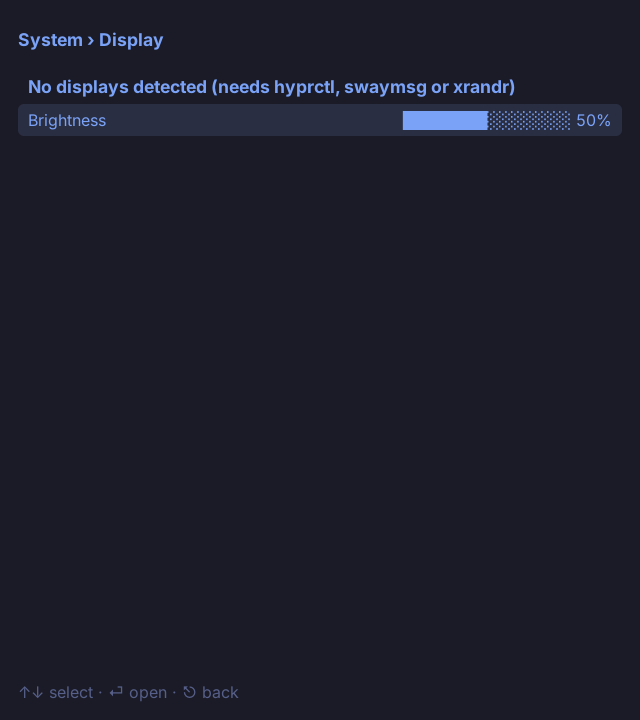 System › Display
No displays detected (needs hyprctl, swaymsg or xrandr)
Brightness ██████████░░░░░░░░░░ 50%
↑↓ select · ⏎ open · ⎋ back